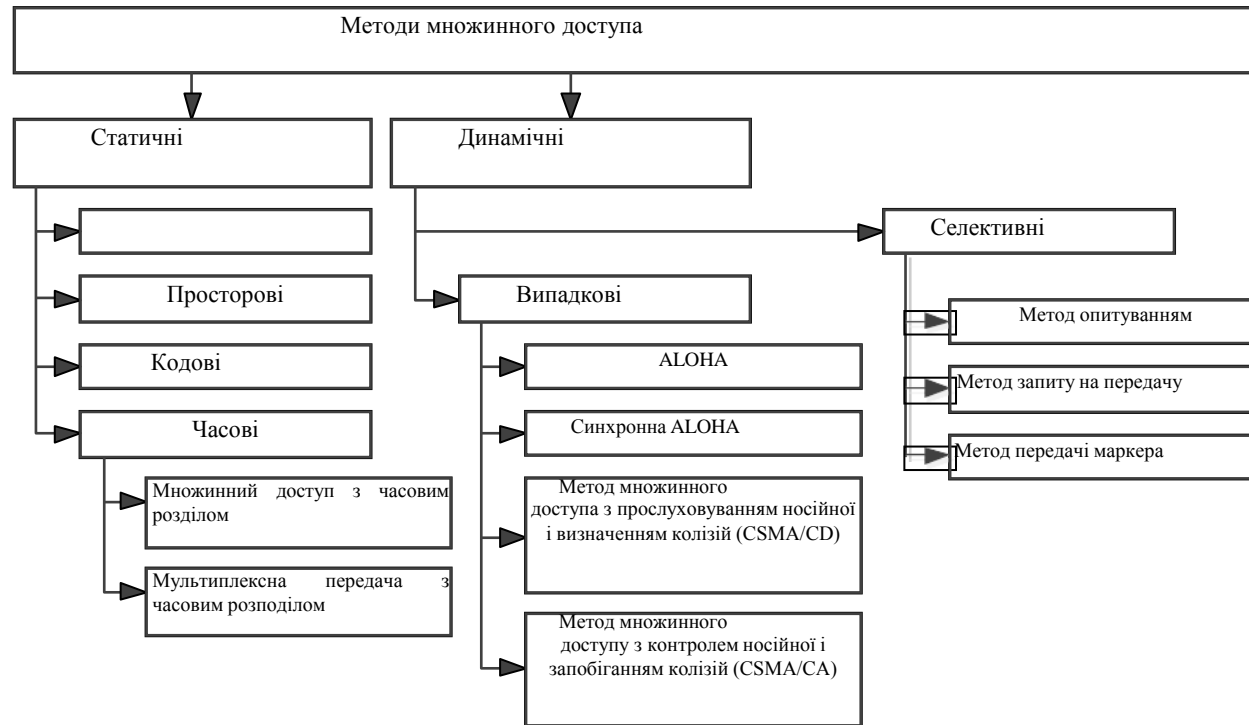 Методи множинного доступа
Статичні
Динамічні
Селективні
Просторові
Випадкові
Метод опитуванням
Кодові
ALOHA
Метод запиту на передачу
Часові
Синхронна ALOHA
Метод передачі маркера
Множинний доступ з часовим
розділом
Метод множинного
доступа з прослуховуванням носійної
і визначенням колізій (CSMA/CD)
Мультиплексна передача з
часовим розподілом
Метод множинного
доступу з контролем носійної і
запобіганням колізій (CSMA/CA)